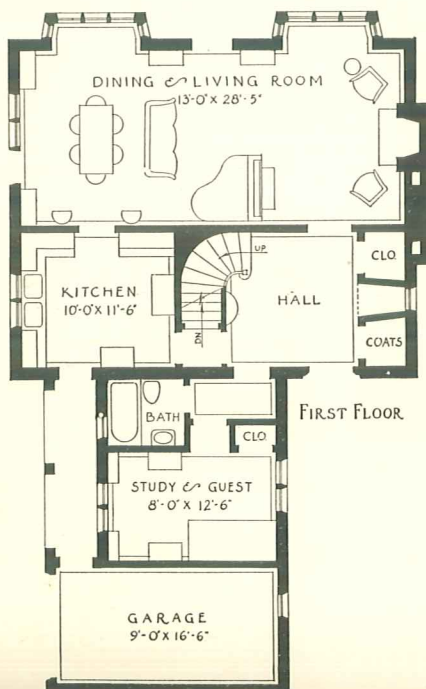 DINING & LIVING ROOM
13'-0" X 28'-5"
UP
CLO.
KITCHEN
10'-0" X 11'-6"
HALL
DN
COATS
BATH
FIRST FLOOR
CLO.
STUDY & GUEST
8'-0" X 12'-6"
GARAGE
9'-0" X 16'-6"